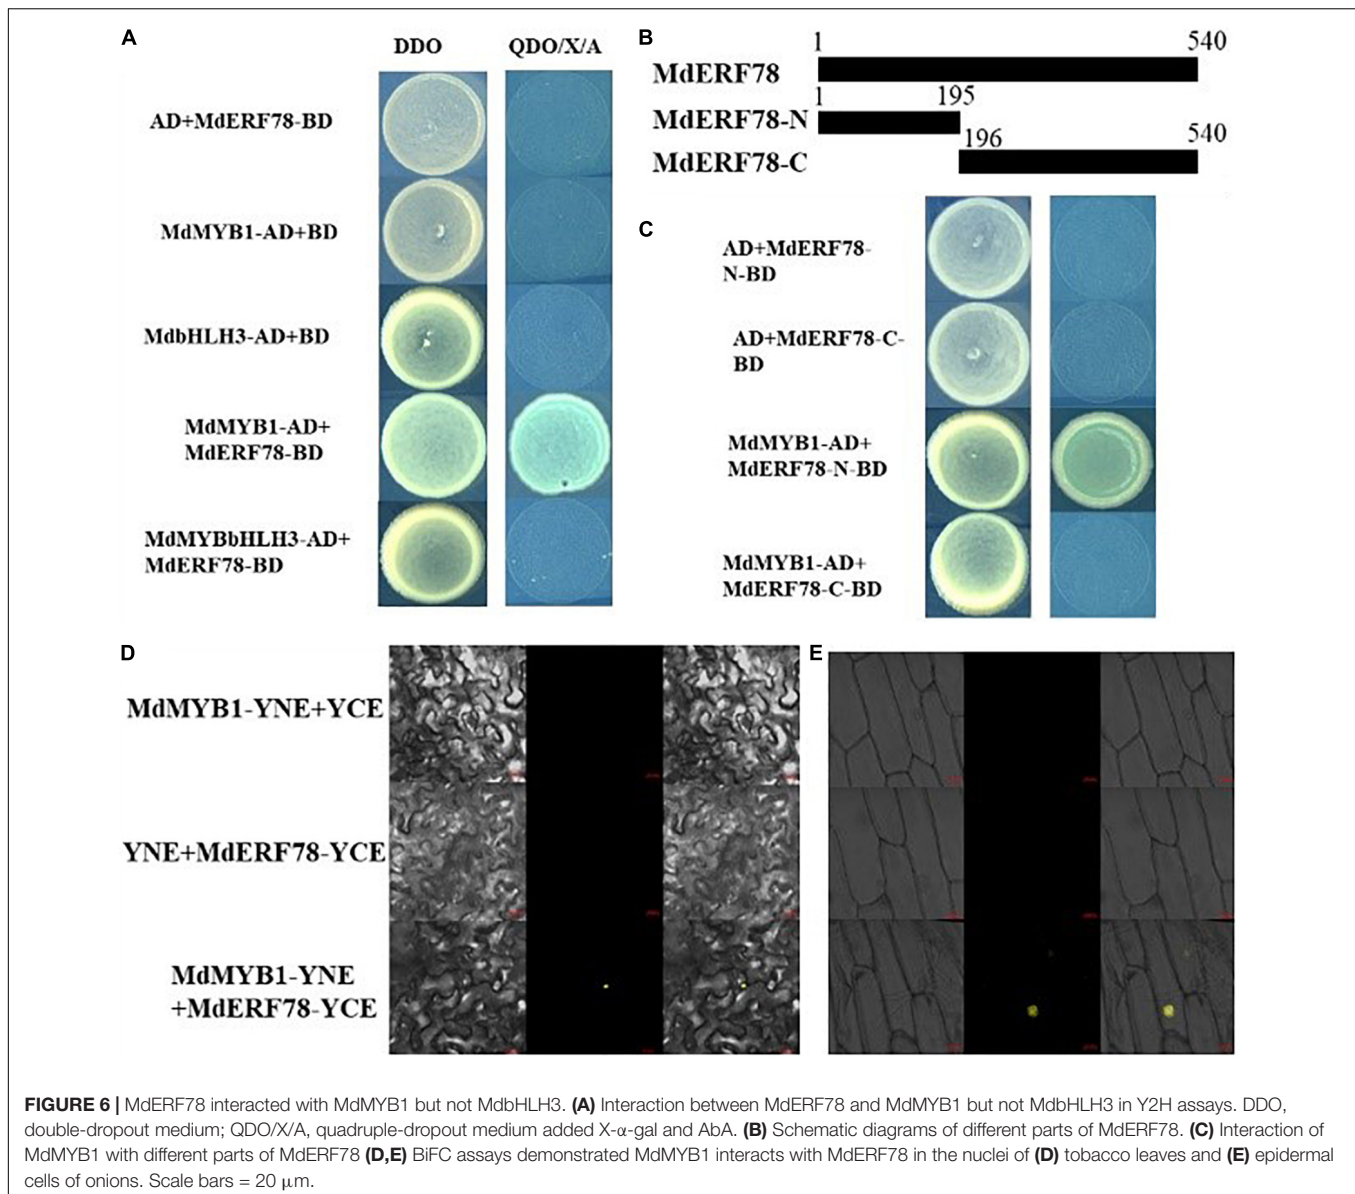 A
DDO
QDO/X/A
AD+MdERF78-BD
MdMYB1-AD+BD
MdbHLH3-AD+BD
MdMYB1-AD+
MdERF78-BD
MdMYBbHLH3-AD+
MdERF78-BD
B
1
540
MdERF78
1
195
MdERF78-N
196
540
MdERF78-C
C
AD+MdERF78-
N-BD
AD+MdERF78-C-
BD
MdMYB1-AD+
MdERF78-N-BD
MdMYB1-AD+
MdERF78-C-BD
D
MdMYB1-YNE+YCE
YNE+MdERF78-YCE
MdMYB1-YNE
+MdERF78-YCE
E
FIGURE 6 | MdERF78 interacted with MdMYB1 but not MdbHLH3. (A) Interaction between MdERF78 and MdMYB1 but not MdbHLH3 in Y2H assays. DDO,
double-dropout medium; QDO/X/A, quadruple-dropout medium added X-α-gal and AbA. (B) Schematic diagrams of different parts of MdERF78. (C) Interaction of
MdMYB1 with different parts of MdERF78 (D,E) BiFC assays demonstrated MdMYB1 interacts with MdERF78 in the nuclei of (D) tobacco leaves and (E) epidermal
cells of onions. Scale bars = 20 μm.